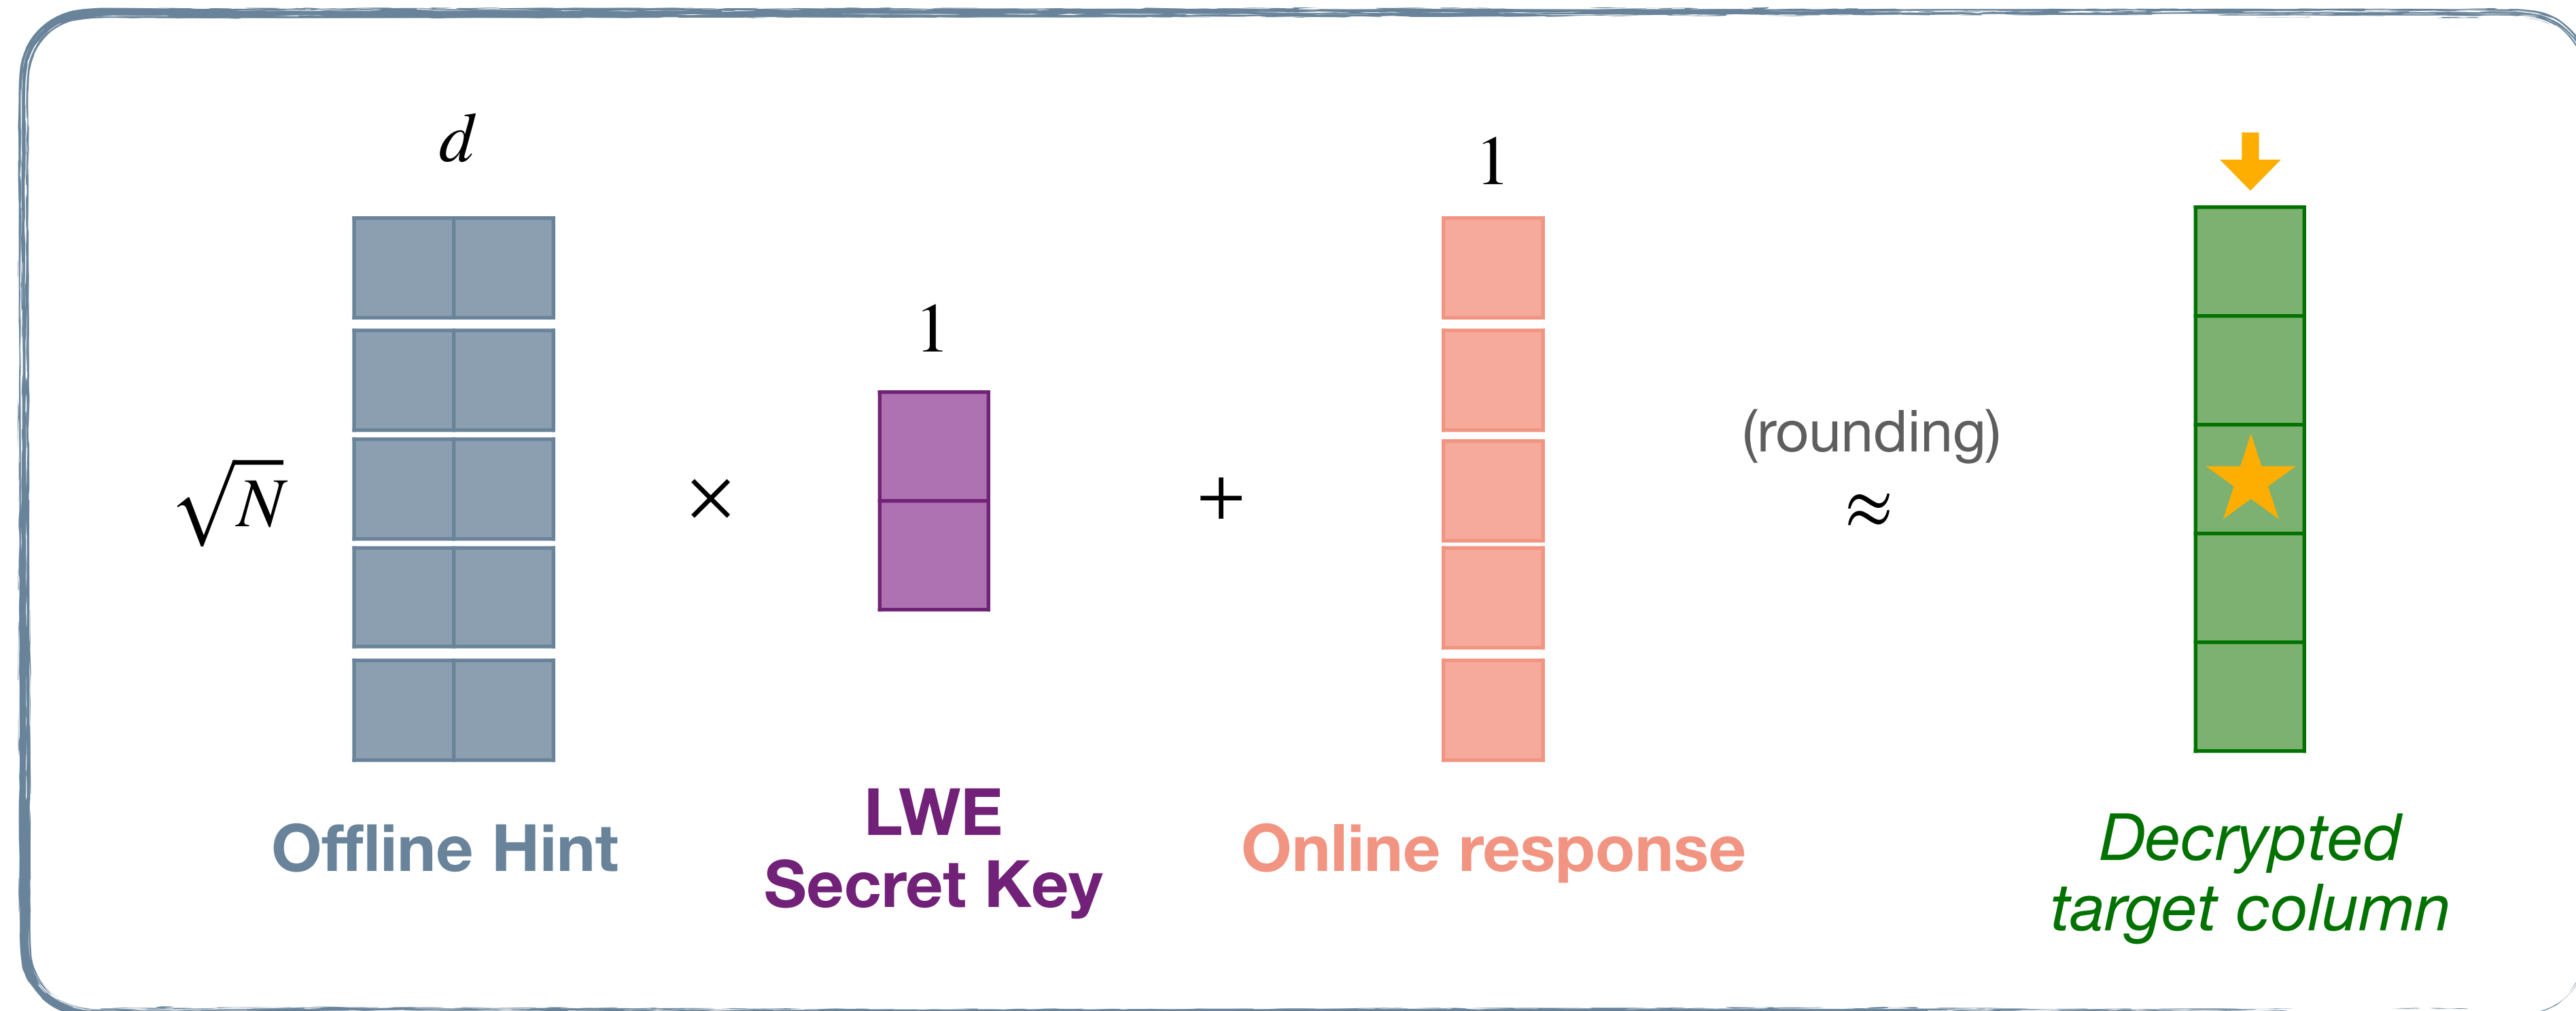 d
1
1
√N
×
+
(rounding)
≈
Offline Hint
LWE
Secret Key
Online response
Decrypted
target column